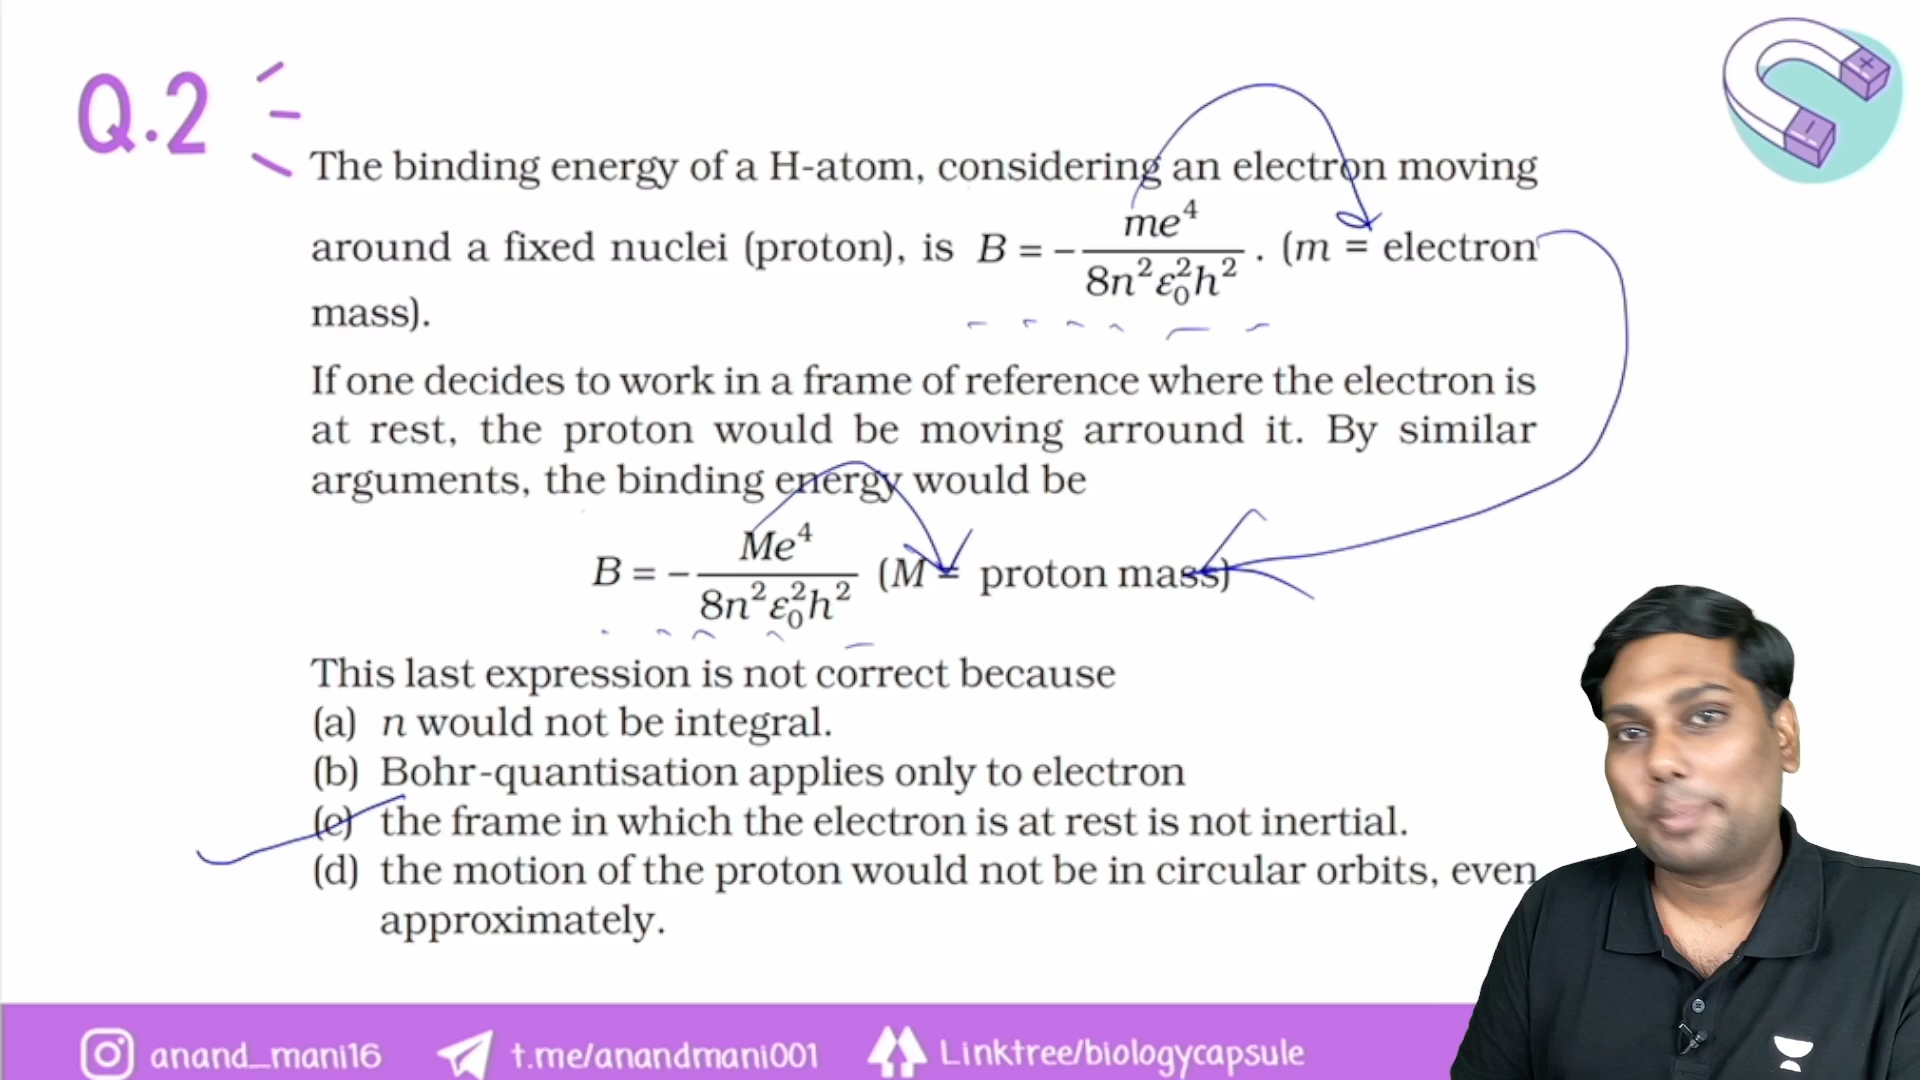 Q.2
The binding energy of a H-atom, considering an electron moving
around a fixed nuclei (proton), is B = - me⁴ / 8n²ε₀²h² . (m = electron
mass).
If one decides to work in a frame of reference where the electron is
at rest, the proton would be moving arround it. By similar
arguments, the binding energy would be
B = - Me⁴ / 8n²ε₀²h² (M = proton mass)
This last expression is not correct because
(a) n would not be integral.
(b) Bohr-quantisation applies only to electron
(c) the frame in which the electron is at rest is not inertial.
(d) the motion of the proton would not be in circular orbits, even
approximately.
anand_mani16 t.me/anandmani001 Linktree/biologycapsule